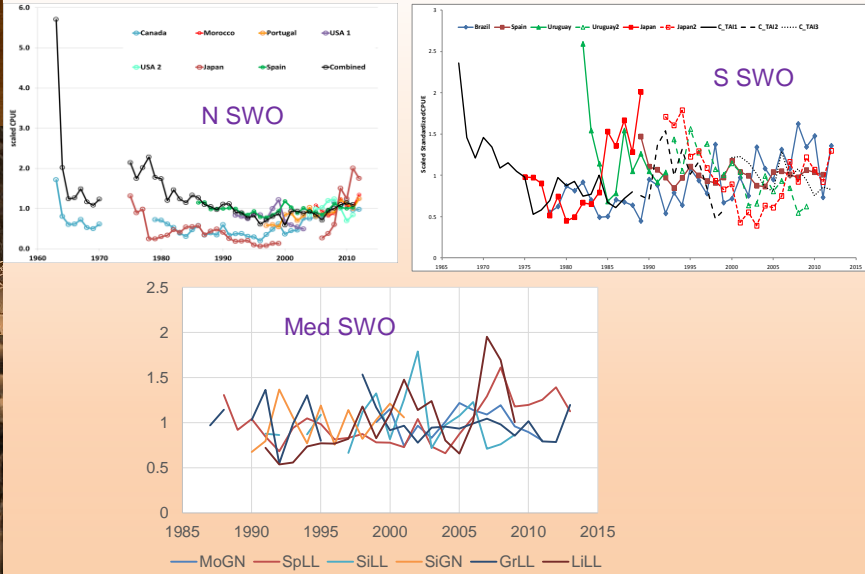 6.0
5.0
4.0
3.0
2.0
1.0
0.0
scaled CPUE
Canada Morocco Portugal USA 1
USA 2 Japan Spain Combined
N SWO
1960 1970 1980 1990 2000 2010
3
2.5
2
1.5
1
0.5
0
Scaled StandardizedCPUE
Brazil Spain Uruguay Uruguay2 Japan Japan2 C_TAI1 C_TAI2 C_TAI3
S SWO
1965 1970 1975 1980 1985 1990 1995 2000 2005 2010 2015
2.5
2
1.5
1
0.5
0
Med SWO
1985 1990 1995 2000 2005 2010 2015
MoGN SpLL SiLL SiGN GrLL LiLL